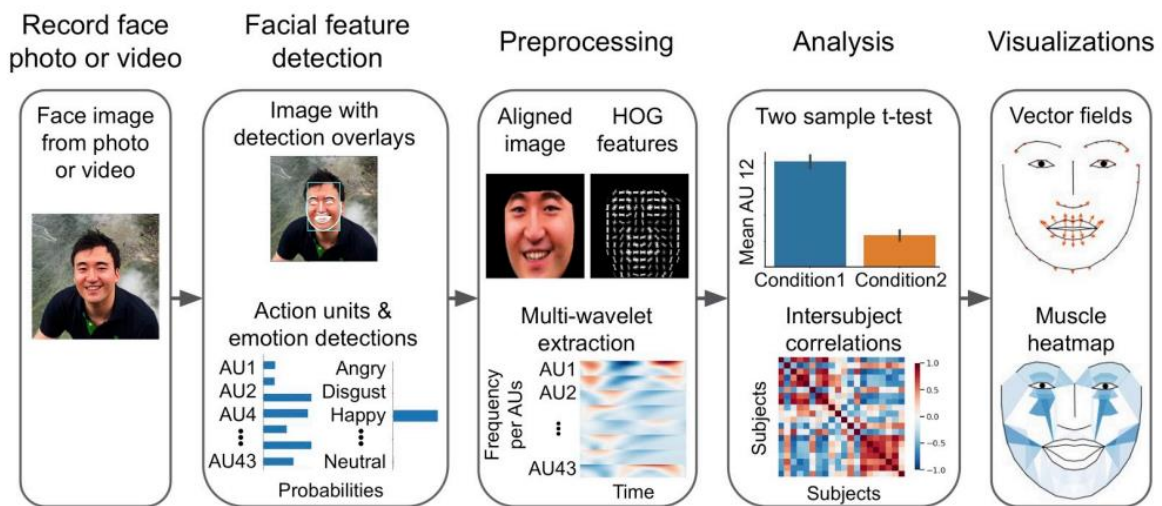 Record face
photo or video
Facial feature
detection
Preprocessing
Analysis
Visualizations
Face image
from photo
or video
Image with
detection overlays
Action units &
emotion detections
AU1
AU2
AU4
AU43
Angry
Disgust
Happy
Neutral
Probabilities
Aligned
image
HOG
features
Multi-wavelet
extraction
Frequency
per AUs
AU1
AU2
AU43
Time
Two sample t-test
Mean AU 12
Condition1
Condition2
Intersubject
correlations
Subjects
1.0
0.5
0.0
−0.5
−1.0
Subjects
Vector fields
Muscle
heatmap